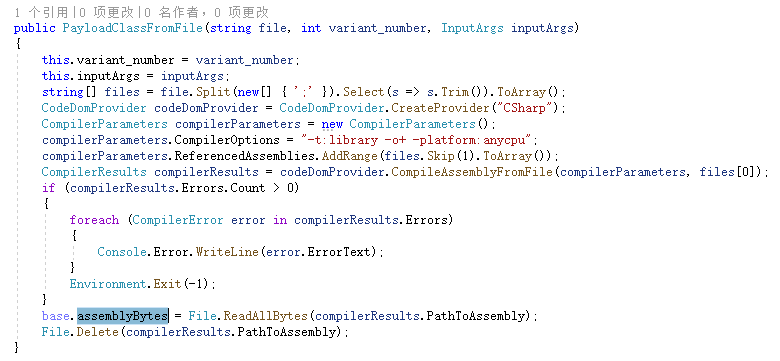 1 个引用|0 项更改|0 名作者，0 项更改
public PayloadClassFromFile(string file, int variant_number, InputArgs inputArgs)
{
this.variant_number = variant_number;
this.inputArgs = inputArgs;
string[] files = file.Split(new[] { ';' }).Select(s => s.Trim()).ToArray();
CodeDomProvider codeDomProvider = CodeDomProvider.CreateProvider("CSharp");
CompilerParameters compilerParameters = new CompilerParameters();
compilerParameters.CompilerOptions = "-t:library -o+ -platform:anycpu";
compilerParameters.ReferencedAssemblies.AddRange(files.Skip(1).ToArray());
CompilerResults compilerResults = codeDomProvider.CompileAssemblyFromFile(compilerParameters, files[0]);
if (compilerResults.Errors.Count > 0)
{
foreach (CompilerError error in compilerResults.Errors)
{
Console.Error.WriteLine(error.ErrorText);
}
Environment.Exit(-1);
}
base.assemblyBytes = File.ReadAllBytes(compilerResults.PathToAssembly);
File.Delete(compilerResults.PathToAssembly);
}